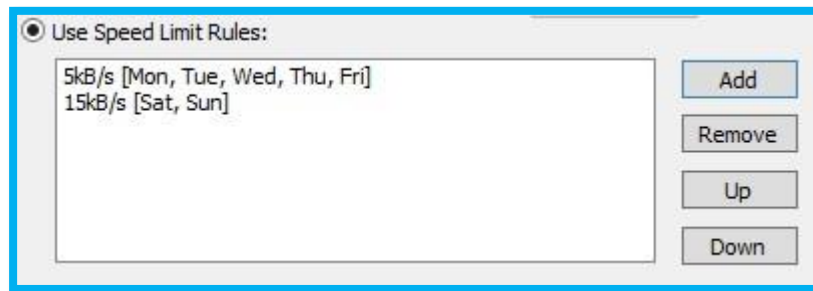 Use Speed Limit Rules:
5kB/s [Mon, Tue, Wed, Thu, Fri]
15kB/s [Sat, Sun]
Add
Remove
Up
Down